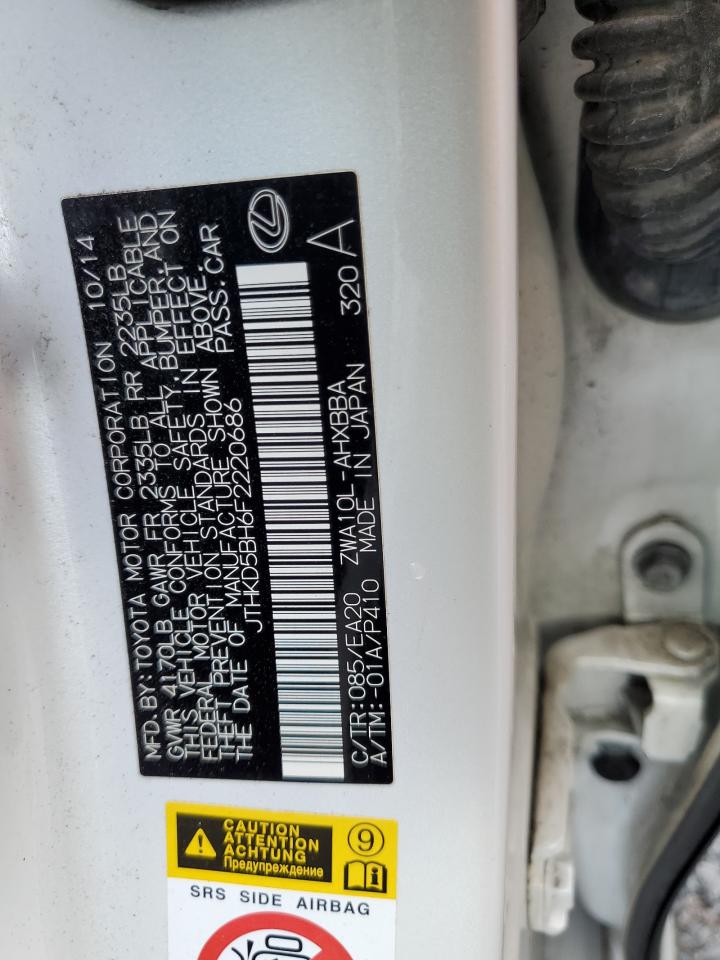 MFD. BY: TOYOTA MOTOR CORPORATION 10/14
GWR 4170LB GAWR FR 2335LB RR 2235LB
THIS VEHICLE CONFORMS TO ALL APPLICABLE
FEDERAL MOTOR VEHICLE SAFETY, BUMPER, AND
THEFT PREVENTION STANDARDS IN EFFECT ON
THE DATE OF MANUFACTURE SHOWN ABOVE.
JTHKD5BH6F2220686 PASS. CAR
C/TR: 085/EA20 ZWA10L-AHXBBA 320 A
A/TM: -01A/P410 MADE IN JAPAN
CAUTION
ATTENTION
ACHTUNG
Предупреждение
9
SRS SIDE AIRBAG